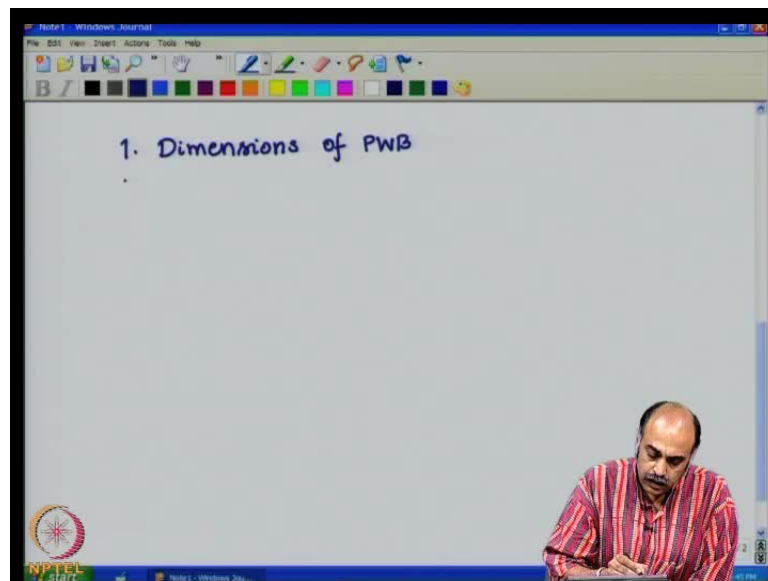 Note1 - Windows Journal
File Edit View Insert Actions Tools Help
B I
1. Dimensions of PWB
NPTEL
start
Note1 - Windows Jou...